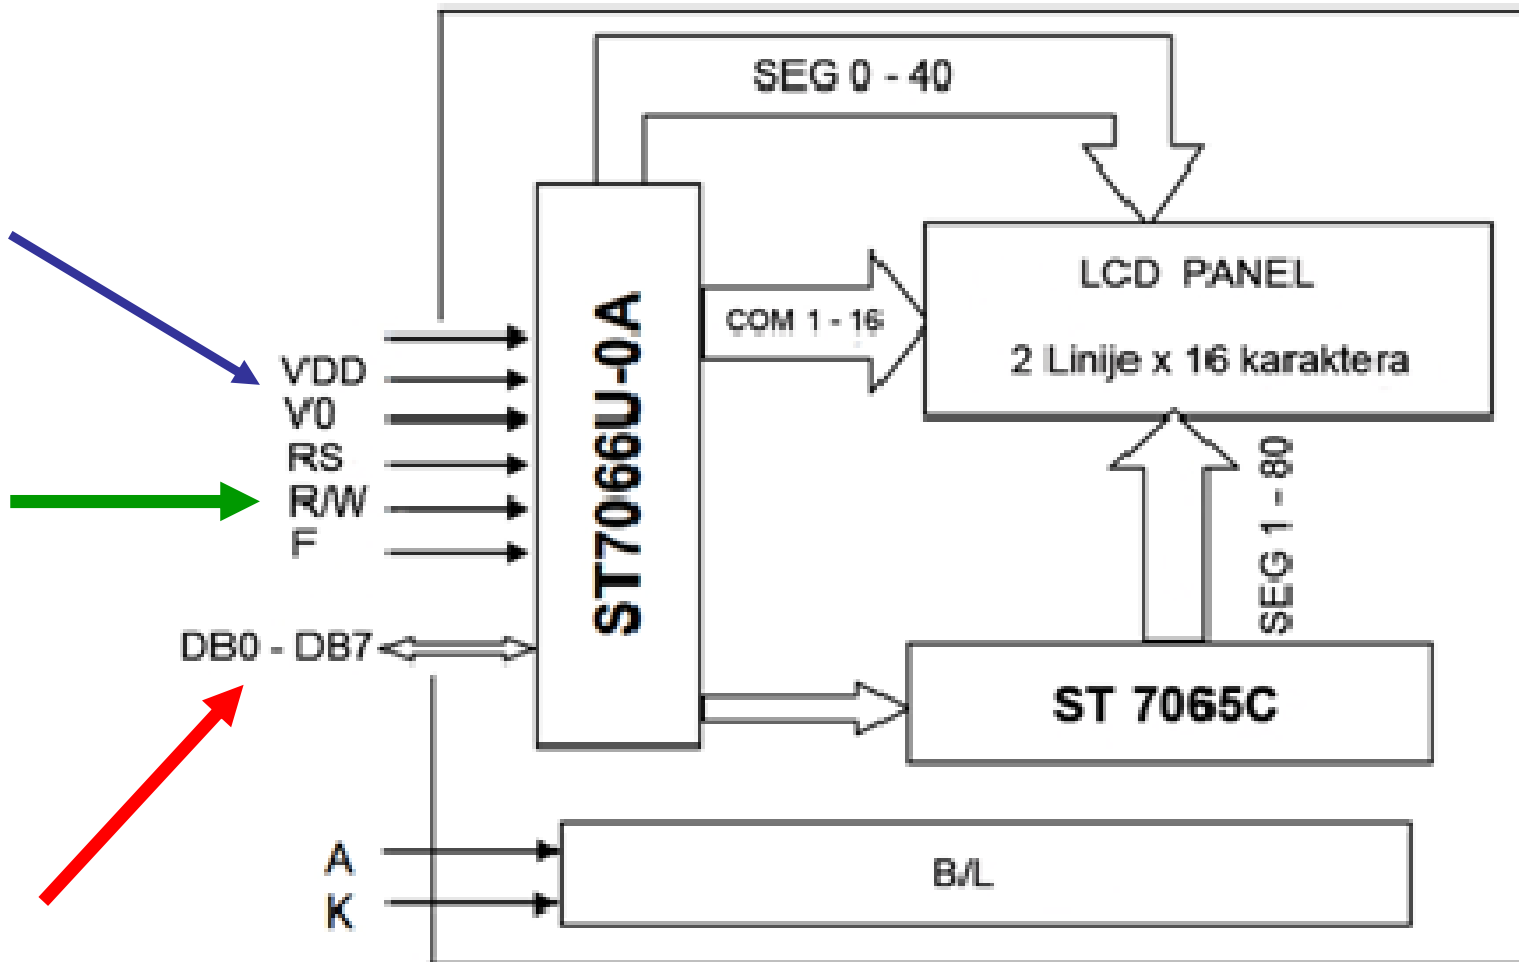 SEG 0 - 40
LCD PANEL
2 Linije x 16 karaktera
COM 1 - 16
ST7066U-0A
VDD
V0
RS
R/W
F
DB0 - DB7
SEG 1 - 80
ST 7065C
A
K
B/L